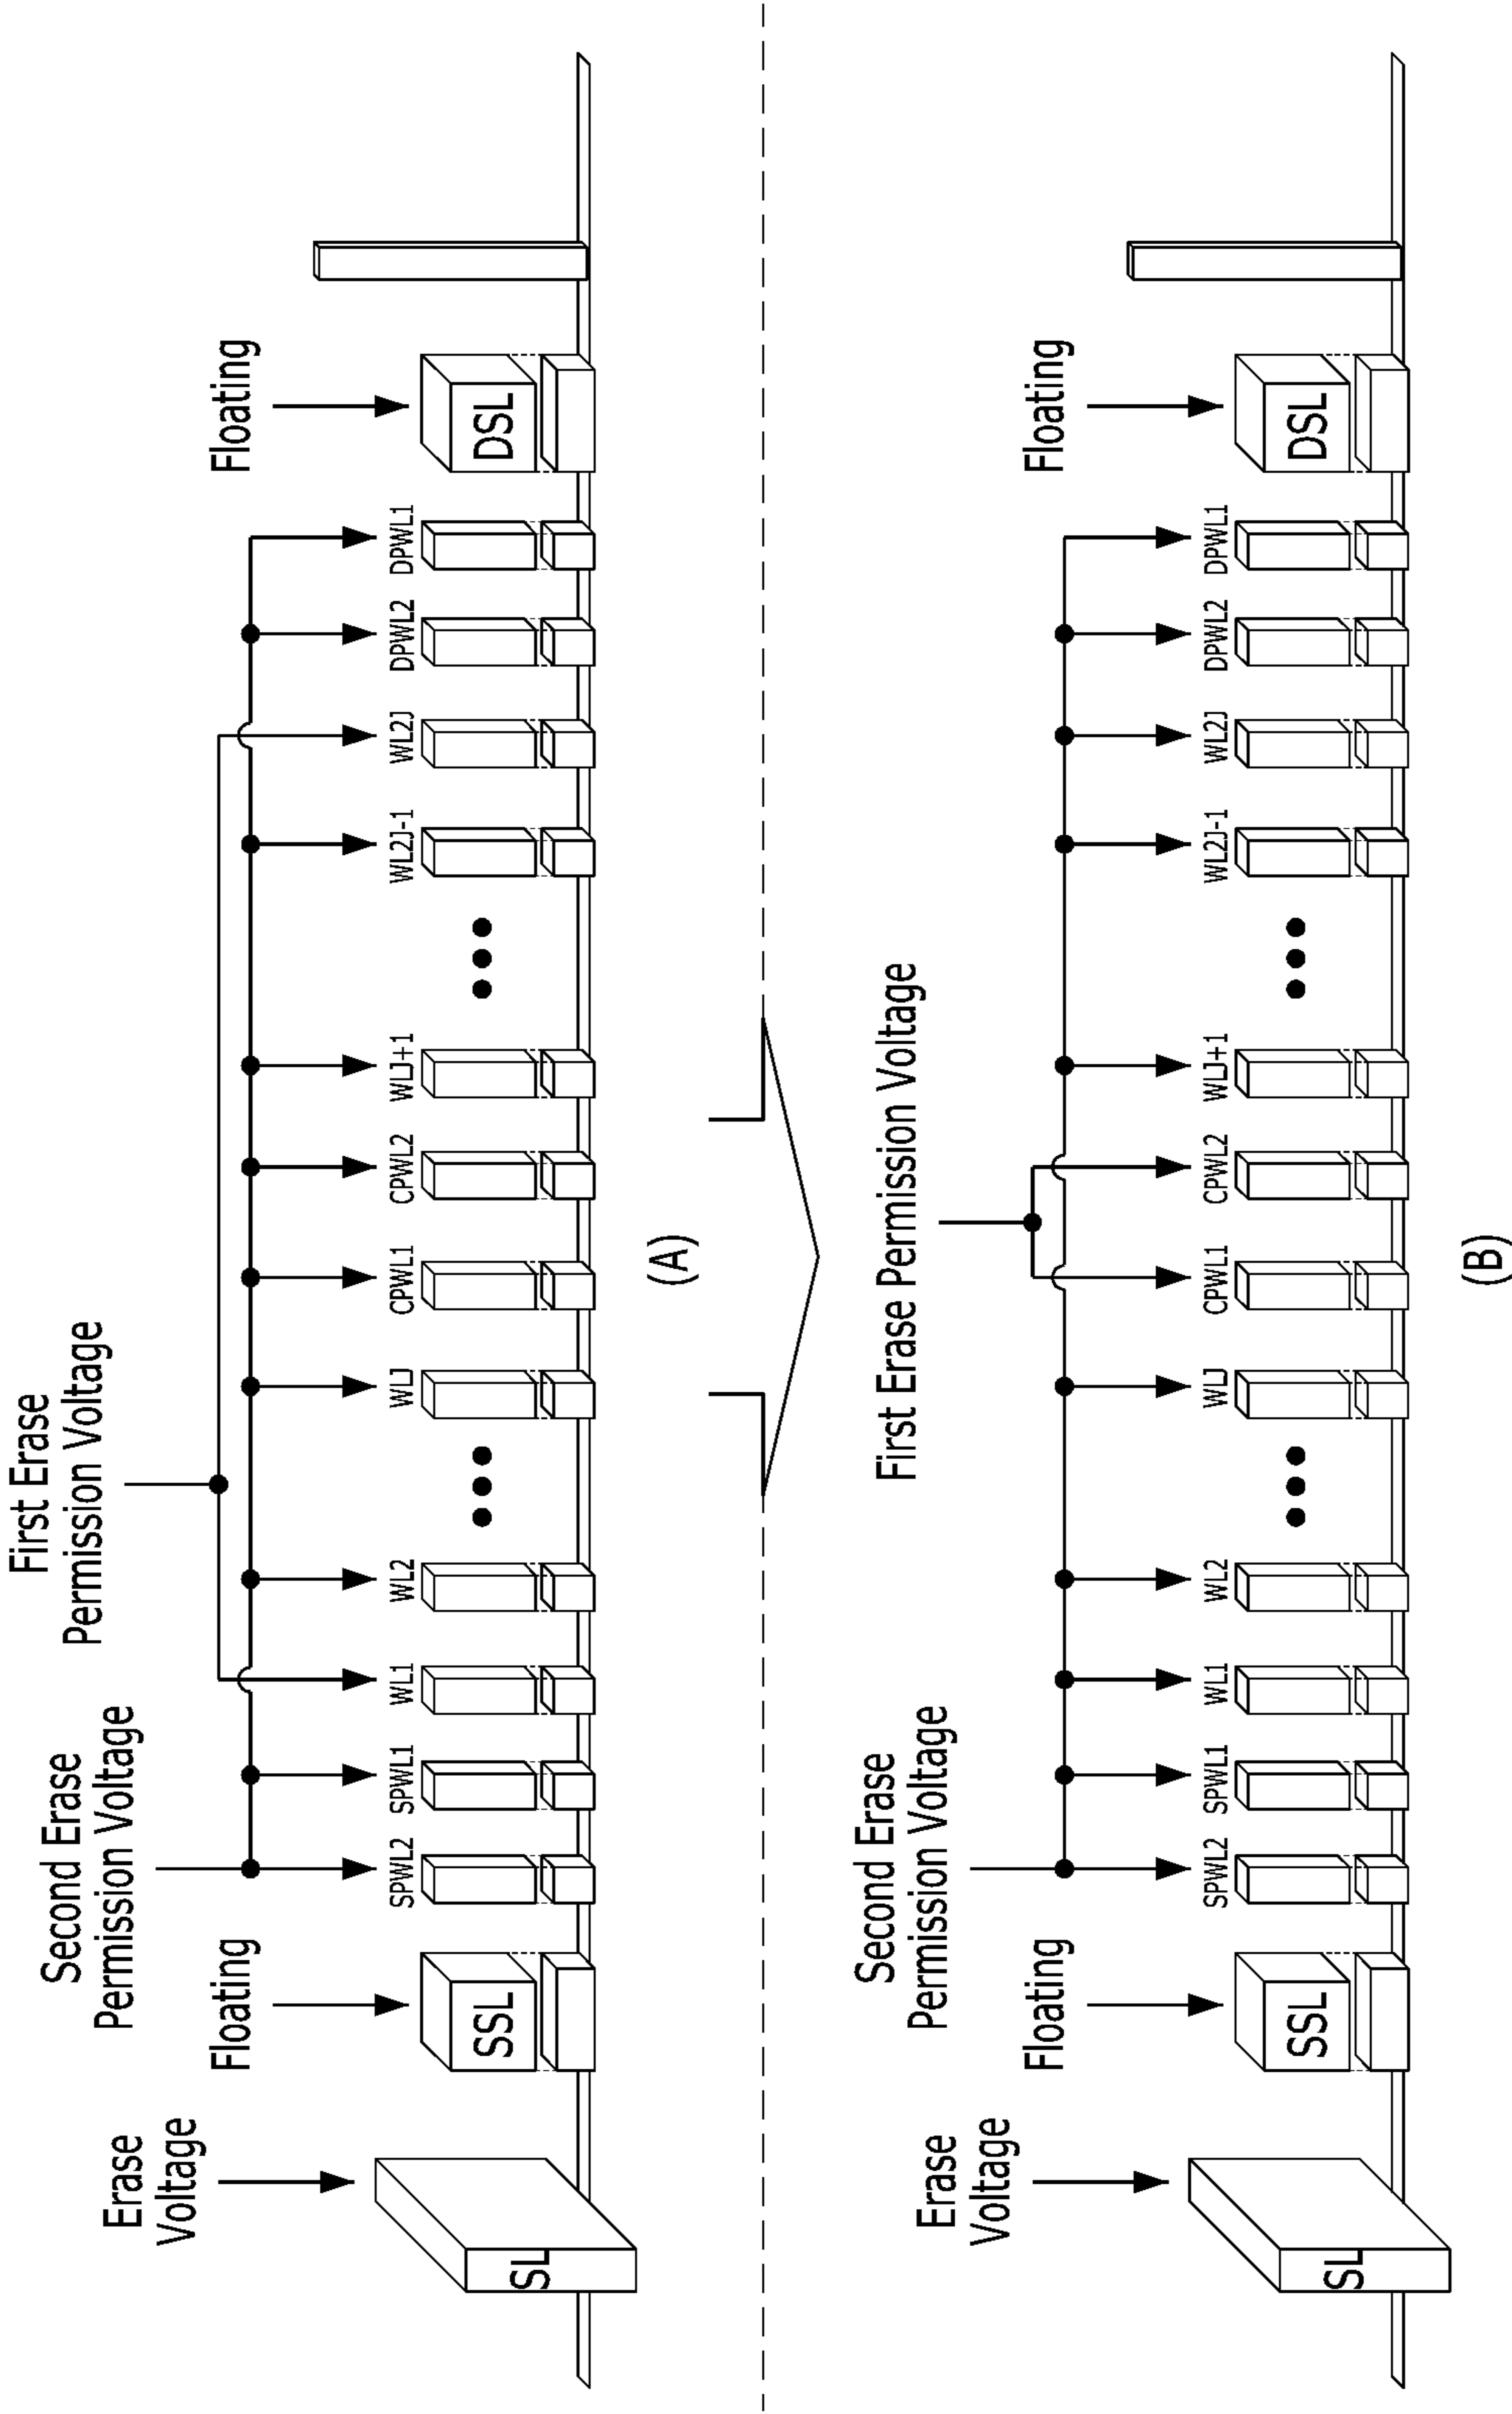 First Erase
Permission Voltage
Second Erase
Permission Voltage
Erase
Voltage
Floating
Floating
SL
SSL
SPWL2
SPWL1
WL1
WL2
WLJ
CPWL1
CPWL2
WLJ+1
WL2J-1
WL2J
DPWL2
DPWL1
DSL
(A)
First Erase Permission Voltage
Second Erase
Permission Voltage
Erase
Voltage
Floating
Floating
SL
SSL
SPWL2
SPWL1
WL1
WL2
WLJ
CPWL1
CPWL2
WLJ+1
WL2J-1
WL2J
DPWL2
DPWL1
DSL
(B)